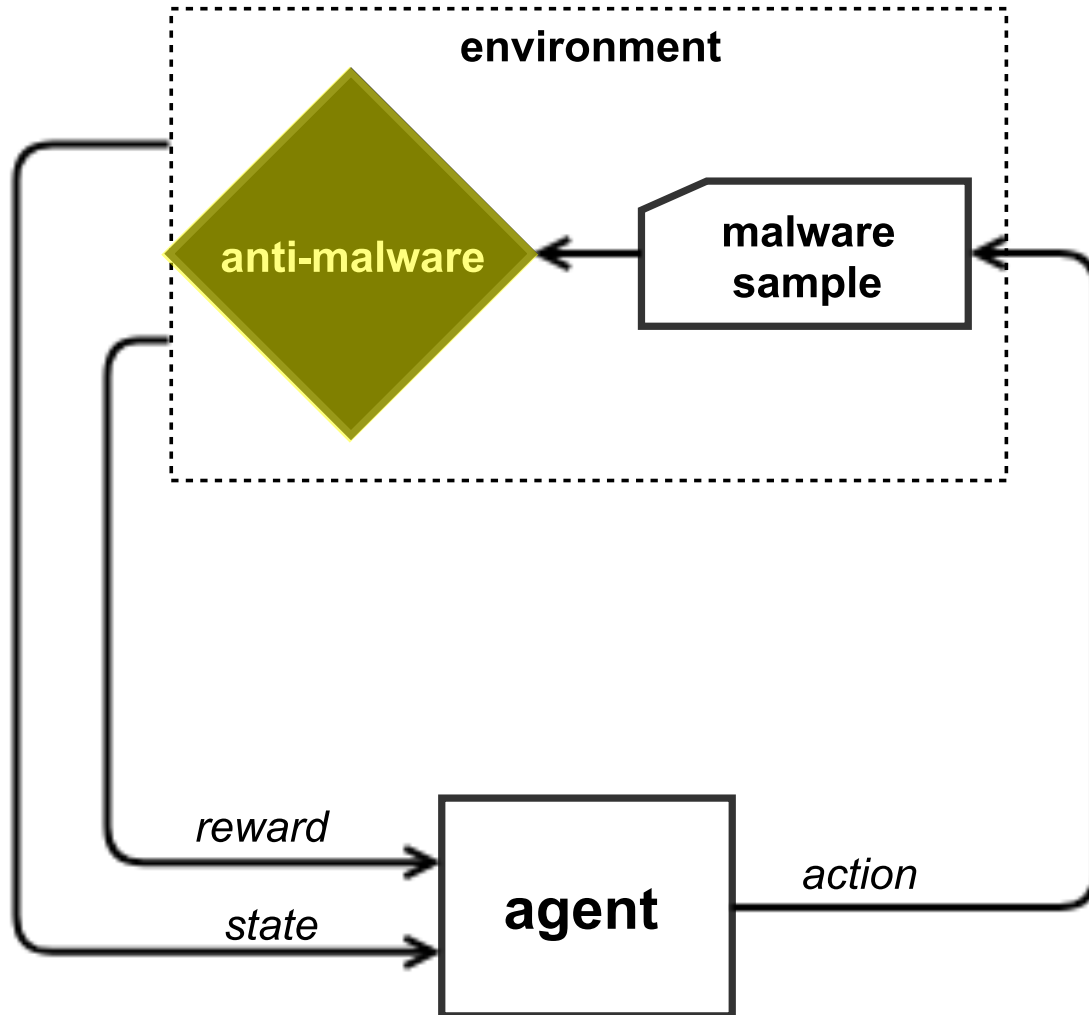 environment
anti-malware
malware
sample
reward
state
agent
action